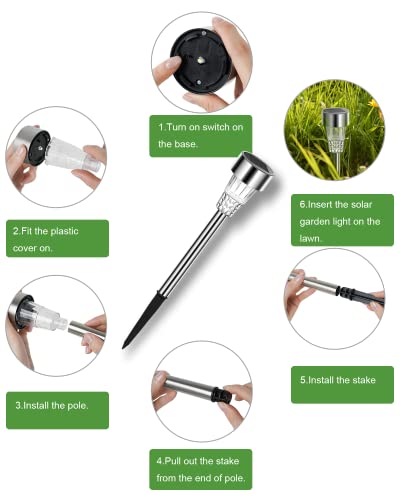 1.Turn on switch on
the base.
2.Fit the plastic
cover on.
3.Install the pole.
4.Pull out the stake
from the end of pole.
5.Install the stake
6.Insert the solar
garden light on the
lawn.